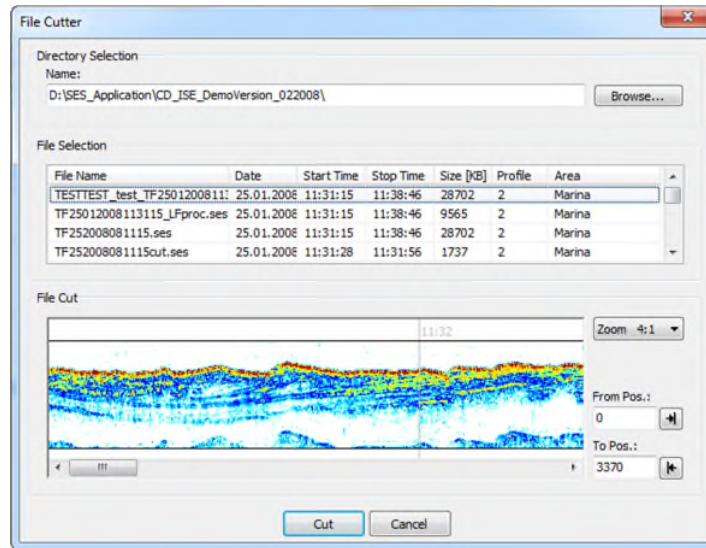 File Cutter
Directory Selection
Name:
D:\SES_Application\CD_ISE_DemoVersion_022008\
Browse...
File Selection
File Name Date Start Time Stop Time Size [KB] Profile Area
TESTTEST_test_TF25012008113 25.01.2008 11:31:15 11:38:46 28702 2 Marina
TF25012008113115_LFproc.ses 25.01.2008 11:31:15 11:38:46 9565 2 Marina
TF252008081115.ses 25.01.2008 11:31:15 11:38:46 28702 2 Marina
TF252008081115cut.ses 25.01.2008 11:31:28 11:31:56 1737 2 Marina
File Cut
11:32
Zoom 4:1
From Pos.:
0
To Pos.:
3370
Cut Cancel